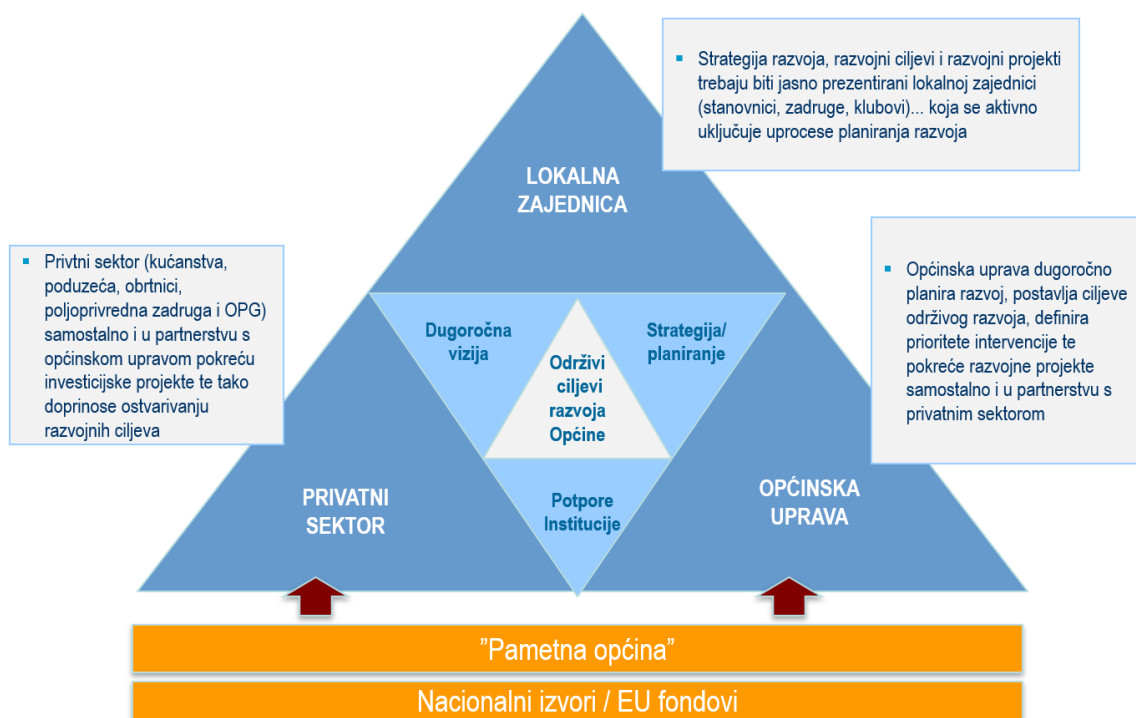 ▪ Strategija razvoja, razvojni ciljevi i razvojni projekti
trebaju biti jasno prezentirani lokalnoj zajednici
(stanovnici, zadruge, klubovi)... koja se aktivno
uključuje uprocese planiranja razvoja
LOKALNA
ZAJEDNICA
▪ Privtni sektor (kućanstva,
poduzeća, obrtnici,
poljoprivredna zadruga i OPG)
samostalno i u partnerstvu s
općinskom upravom pokreću
investicijske projekte te tako
doprinose ostvarivanju
razvojnih ciljeva
▪ Općinska uprava dugoročno
planira razvoj, postavlja ciljeve
održivog razvoja, definira
prioritete intervencije te
pokreće razvojne projekte
samostalno i u partnerstvu s
privatnim sektorom
Dugoročna
vizija
Strategija/
planiranje
Održivi
ciljevi
razvoja
Općine
PRIVATNI
SEKTOR
Potpore
Institucije
OPĆINSKA
UPRAVA
”Pametna općina”
Nacionalni izvori / EU fondovi